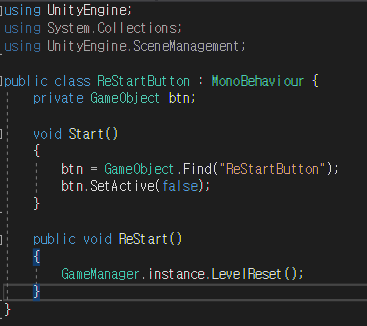 using UnityEngine;
using System.Collections;
using UnityEngine.SceneManagement;
public class ReStartButton : MonoBehaviour {
private GameObject btn;
void Start()
{
btn = GameObject.Find("ReStartButton");
btn.SetActive(false);
}
public void ReStart()
{
GameManager.instance.LevelReset();
}
}